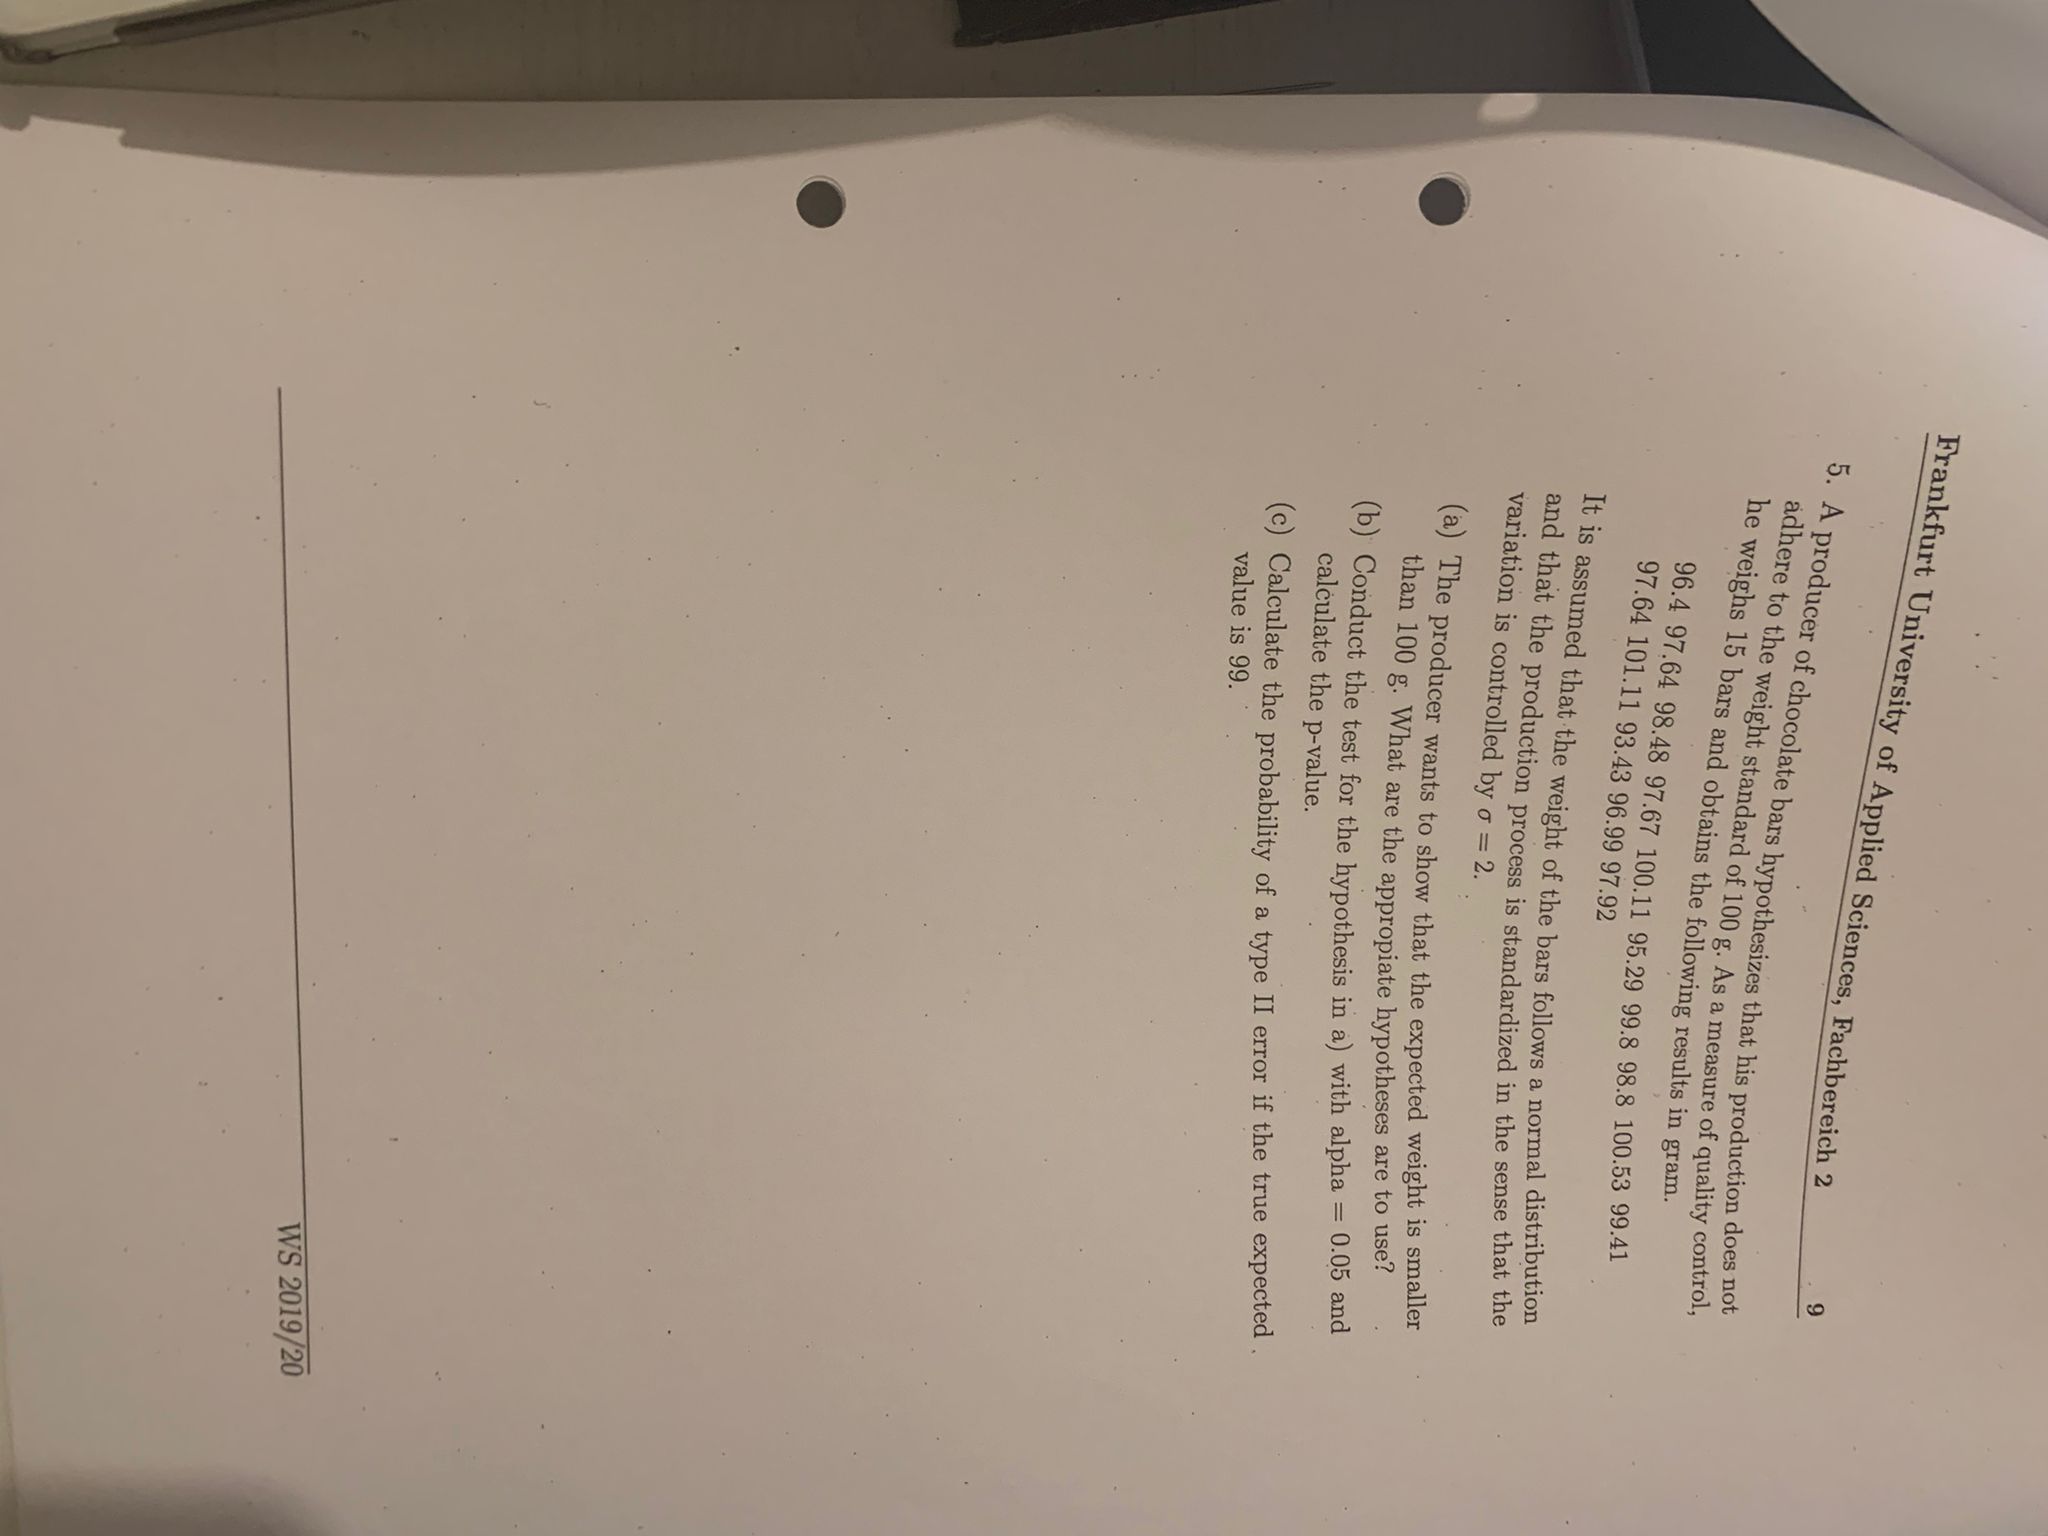 Frankfurt University of Applied Sciences, Fachbereich 2 9
5. A producer of chocolate bars hypothesizes that his production does not
adhere to the weight standard of 100 g. As a measure of quality control,
he weighs 15 bars and obtains the following results in gram.
96.4 97.64 98.48 97.67 100.11 95.29 99.8 98.8 100.53 99.41
97.64 101.11 93.43 96.99 97.92
It is assumed that the weight of the bars follows a normal distribution
and that the production process is standardized in the sense that the
variation is controlled by σ = 2.
(a) The producer wants to show that the expected weight is smaller
than 100 g. What are the appropiate hypotheses are to use?
(b) Conduct the test for the hypothesis in a) with alpha = 0.05 and
calculate the p-value.
(c) Calculate the probability of a type II error if the true expected
value is 99.
WS 2019/20